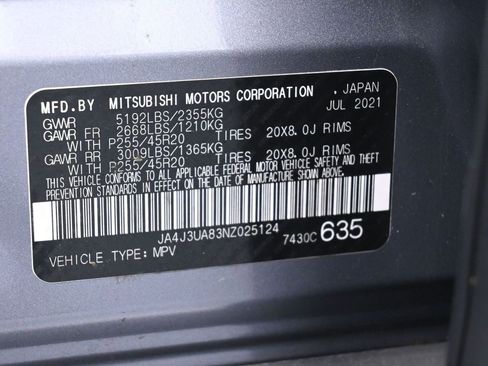 MFD.BY MITSUBISHI MOTORS CORPORATION . JAPAN
JUL 2021
GVWR 5192LBS/2355KG
GAWR FR 2668LBS/1210KG
WITH P255/45R20 TIRES 20X8.0J RIMS
GAWR RR 3009LBS/1365KG
WITH P255/45R20 TIRES 20X8.0J RIMS
THIS VEHICLE CONFORMS TO ALL APPLICABLE FEDERAL MOTOR VEHICLE SAFETY AND THEFT
PREVENTION STANDARDS IN EFFECT ON THE DATE OF MANUFACTURE SHOWN ABOVE.
JA4J3UA83NZ025124
VEHICLE TYPE: MPV 7430C 635